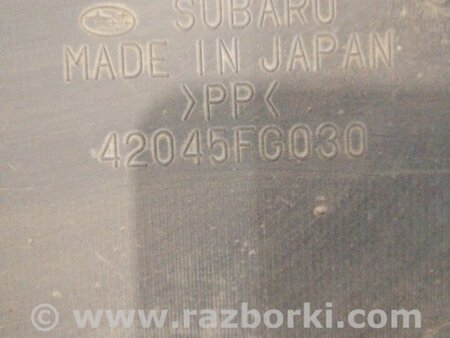 SUBARU
MADE IN JAPAN
>PP<
42045FG030
© www.razborki.com